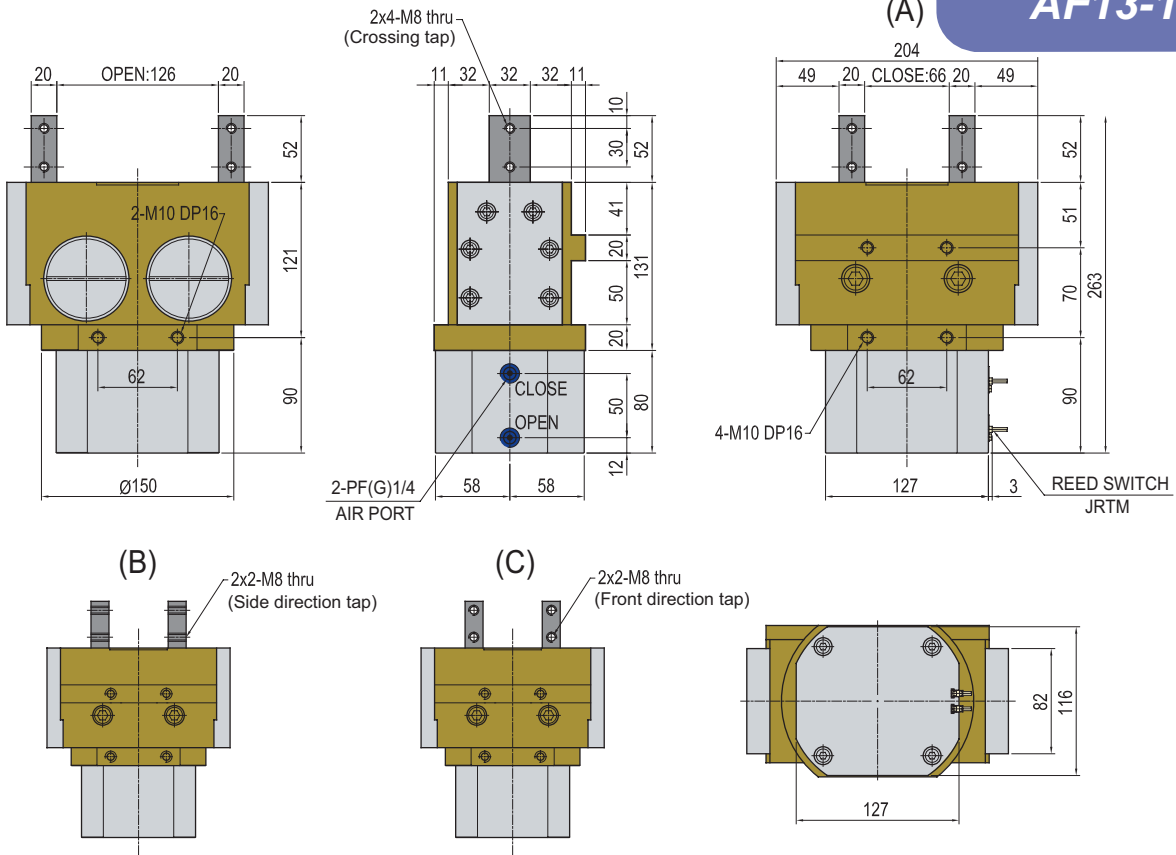 (A)
AFT3-1
2x4-M8 thru
(Crossing tap)
20
OPEN:126
20
52
121
90
2-M10 DP16
62
Ø150
11
32
32
32
11
10
30
52
41
20
50
131
20
CLOSE
OPEN
50
80
12
58
58
2-PF(G)1/4
AIR PORT
204
49
20
CLOSE:66
20
49
52
51
70
263
90
62
4-M10 DP16
127
3
REED SWITCH
JRTM
(B)
2x2-M8 thru
(Side direction tap)
(C)
2x2-M8 thru
(Front direction tap)
82
116
127